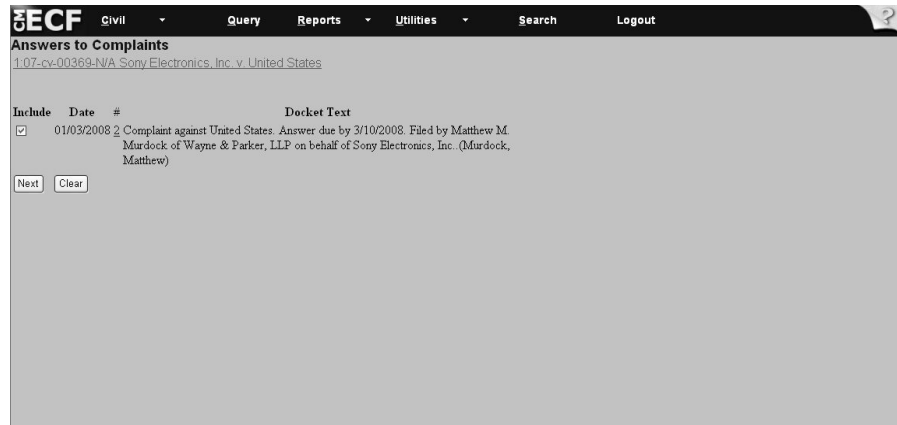 CM ECF Civil Query Reports Utilities Search Logout ?
Answers to Complaints
1:07-cv-00369-N/A Sony Electronics, Inc. v. United States
Include Date # Docket Text
01/03/2008 2 Complaint against United States. Answer due by 3/10/2008. Filed by Matthew M.
Murdock of Wayne & Parker, LLP on behalf of Sony Electronics, Inc..(Murdock,
Matthew)
Next Clear